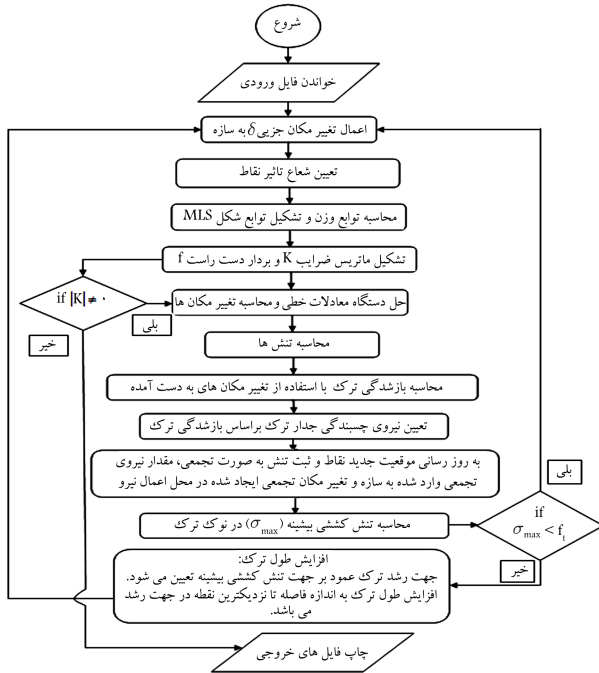 شروع
خواندن فایل ورودی
اعمال تغییر مکان جزیی δ به سازه
تعیین شعاع تاثیر نقاط
محاسبه توابع وزن و تشکیل توابع شکل MLS
تشکیل ماتریس ضرایب K و بردار دست راست f
if |K| ≠ ۰
بلی
خیر
حل دستگاه معادلات خطی و محاسبه تغییر مکان ها
محاسبه تنش ها
محاسبه بازشدگی ترک با استفاده از تغییر مکان های به دست آمده
تعیین نیروی چسبندگی جدار ترک براساس بازشدگی ترک
به روز رسانی موقعیت جدید نقاط و ثبت تنش به صورت تجمعی، مقدار نیروی
تجمعی وارد شده به سازه و تغییر مکان تجمعی ایجاد شده در محل اعمال نیرو
محاسبه تنش کششی بیشینه (σmax) در نوک ترک
بلی
if
σmax < ft
خیر
افزایش طول ترک:
جهت رشد ترک عمود بر جهت تنش کششی بیشینه تعیین می شود.
افزایش طول ترک به اندازه فاصله تا نزدیکترین نقطه در جهت رشد
می باشد.
چاپ فایل های خروجی